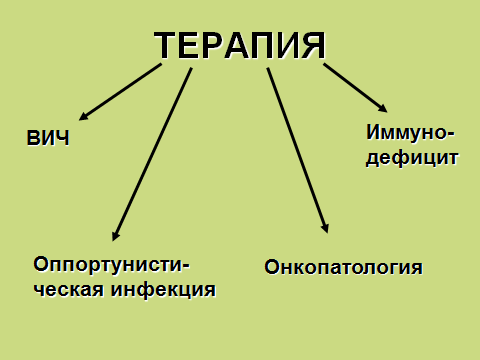 ТЕРАПИЯ
ВИЧ
Иммуно-
дефицит
Оппортунисти-
ческая инфекция
Онкопатология